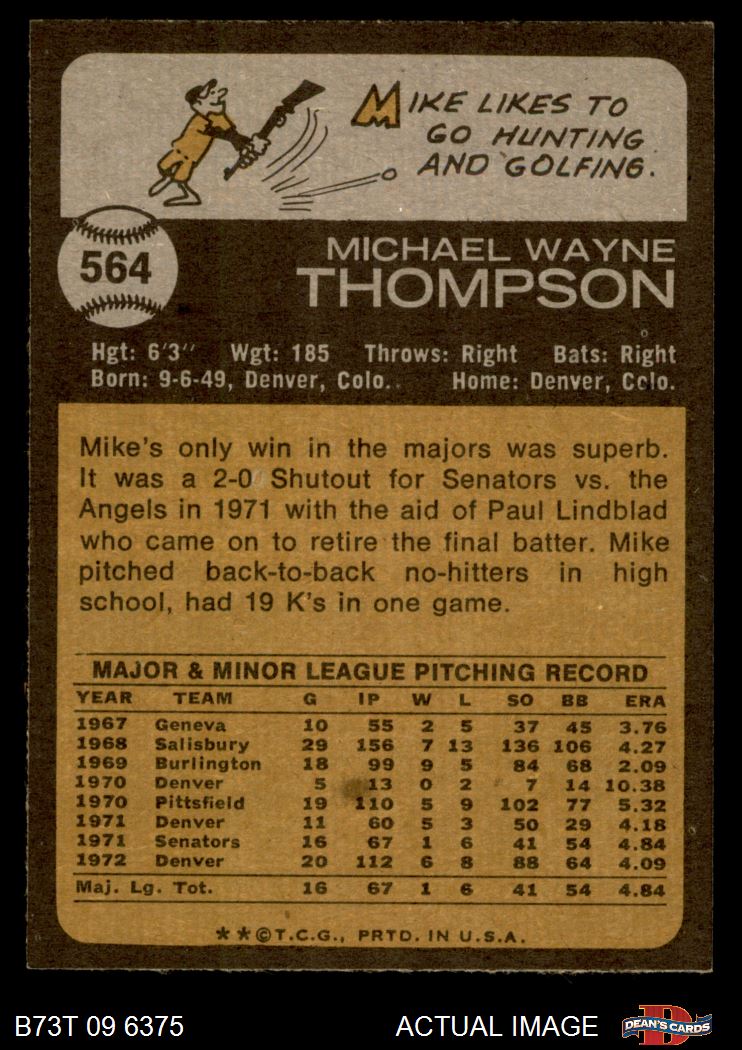 MIKE LIKES TO
GO HUNTING
AND GOLFING.
564
MICHAEL WAYNE
THOMPSON
Hgt: 6'3" Wgt: 185 Throws: Right Bats: Right
Born: 9-6-49, Denver, Colo. Home: Denver, Colo.
Mike's only win in the majors was superb.
It was a 2-0 Shutout for Senators vs. the
Angels in 1971 with the aid of Paul Lindblad
who came on to retire the final batter. Mike
pitched back-to-back no-hitters in high
school, had 19 K's in one game.
MAJOR & MINOR LEAGUE PITCHING RECORD
YEAR TEAM G IP W L SO BB ERA
1967 Geneva 10 55 2 5 37 45 3.76
1968 Salisbury 29 156 7 13 136 106 4.27
1969 Burlington 18 99 9 5 84 68 2.09
1970 Denver 5 13 0 2 7 14 10.38
1970 Pittsfield 19 110 5 9 102 77 5.32
1971 Denver 11 60 5 3 50 29 4.18
1971 Senators 16 67 1 6 41 54 4.84
1972 Denver 20 112 6 8 88 64 4.09
Maj. Lg. Tot. 16 67 1 6 41 54 4.84
**©T.C.G., PRTD. IN U.S.A.
B73T 09 6375 ACTUAL IMAGE D DEAN'S CARDS